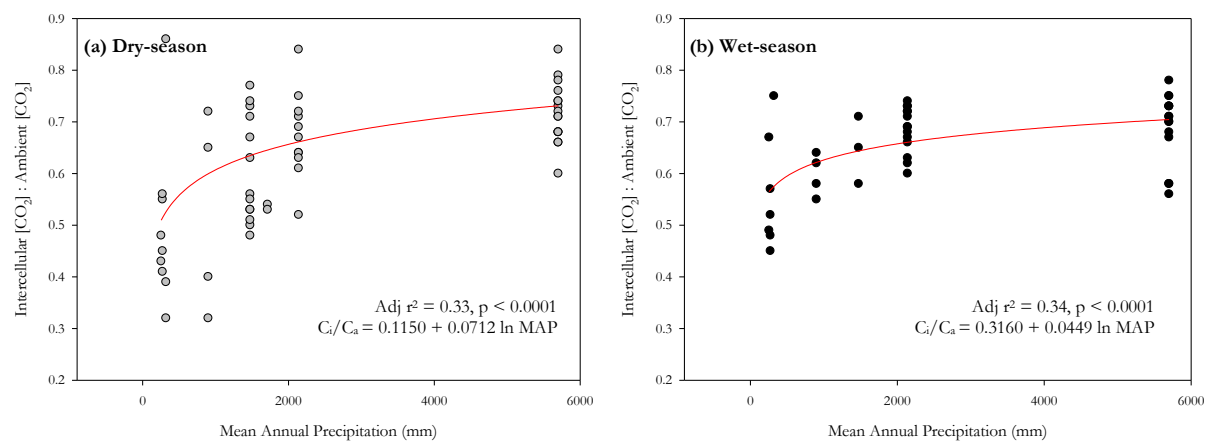 (a) Dry-season
Intercellular [CO₂] : Ambient [CO₂]
0.9
0.8
0.7
0.6
0.5
0.4
0.3
0.2
Adj r² = 0.33, p < 0.0001
Cᵢ/Cₐ = 0.1150 + 0.0712 ln MAP
0 2000 4000 6000
Mean Annual Precipitation (mm)
(b) Wet-season
Intercellular [CO₂] : Ambient [CO₂]
0.9
0.8
0.7
0.6
0.5
0.4
0.3
0.2
Adj r² = 0.34, p < 0.0001
Cᵢ/Cₐ = 0.3160 + 0.0449 ln MAP
0 2000 4000 6000
Mean Annual Precipitation (mm)